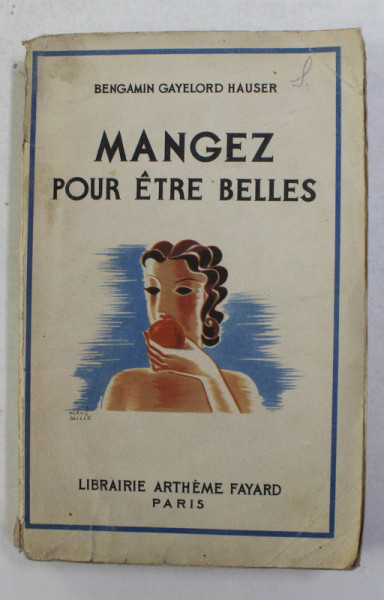 BENGAMIN GAYELORD HAUSER
MANGEZ
POUR ÊTRE BELLES
LIBRAIRIE ARTHÈME FAYARD
PARIS